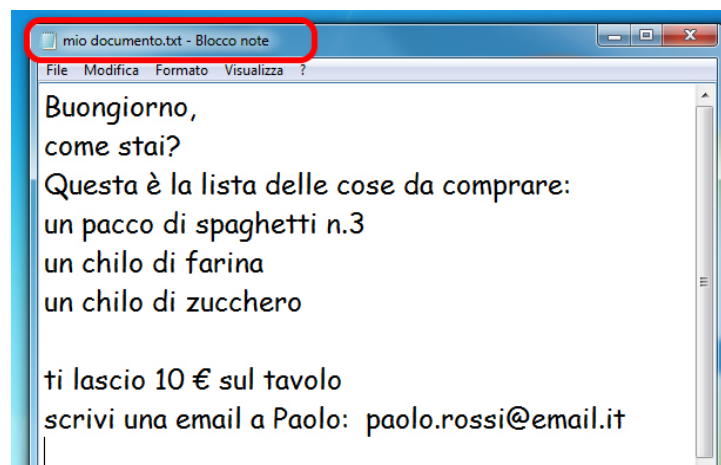 mio documento.txt - Blocco note
File Modifica Formato Visualizza ?
Buongiorno,
come stai?
Questa è la lista delle cose da comprare:
un pacco di spaghetti n.3
un chilo di farina
un chilo di zucchero
ti lascio 10 € sul tavolo
scrivi una email a Paolo:  paolo.rossi@email.it